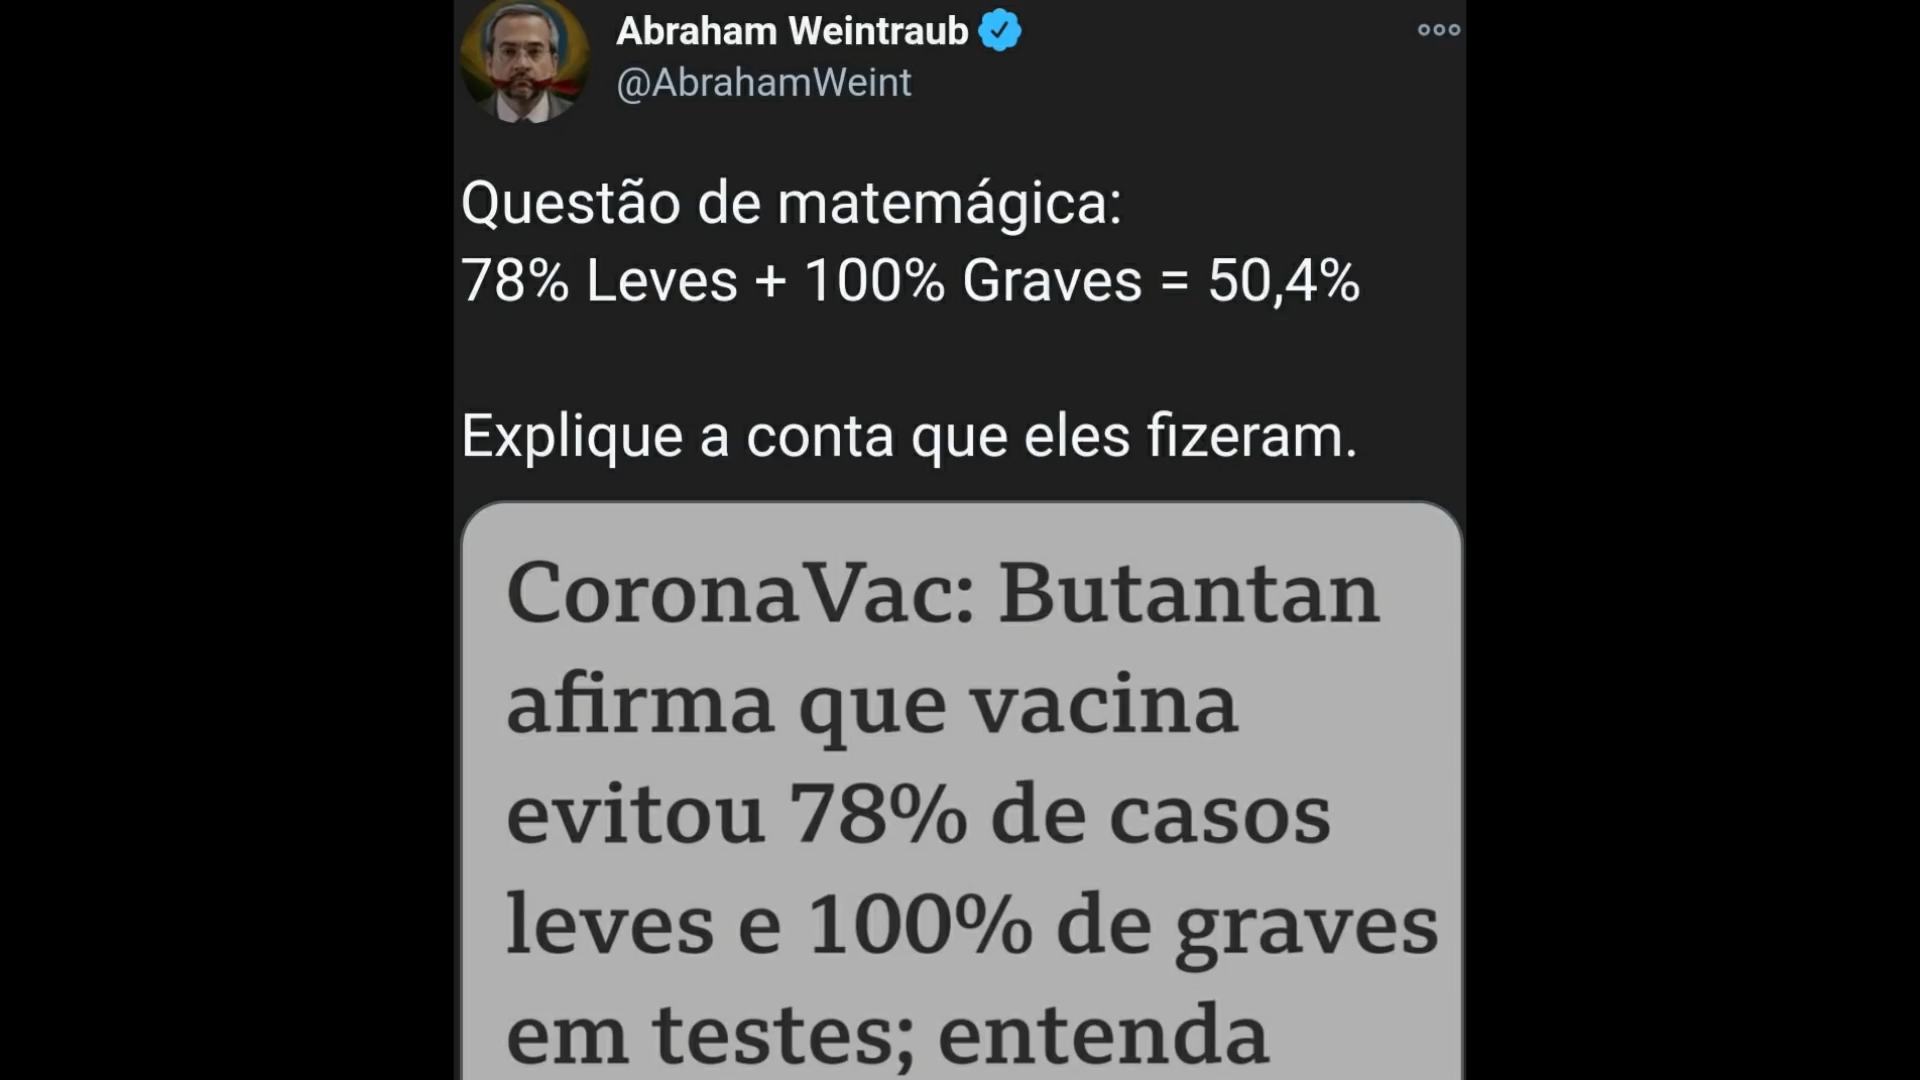 Abraham Weintraub
@AbrahamWeint
Questão de matemágica:
78% Leves + 100% Graves = 50,4%
Explique a conta que eles fizeram.
CoronaVac: Butantan
afirma que vacina
evitou 78% de casos
leves e 100% de graves
em testes; entenda